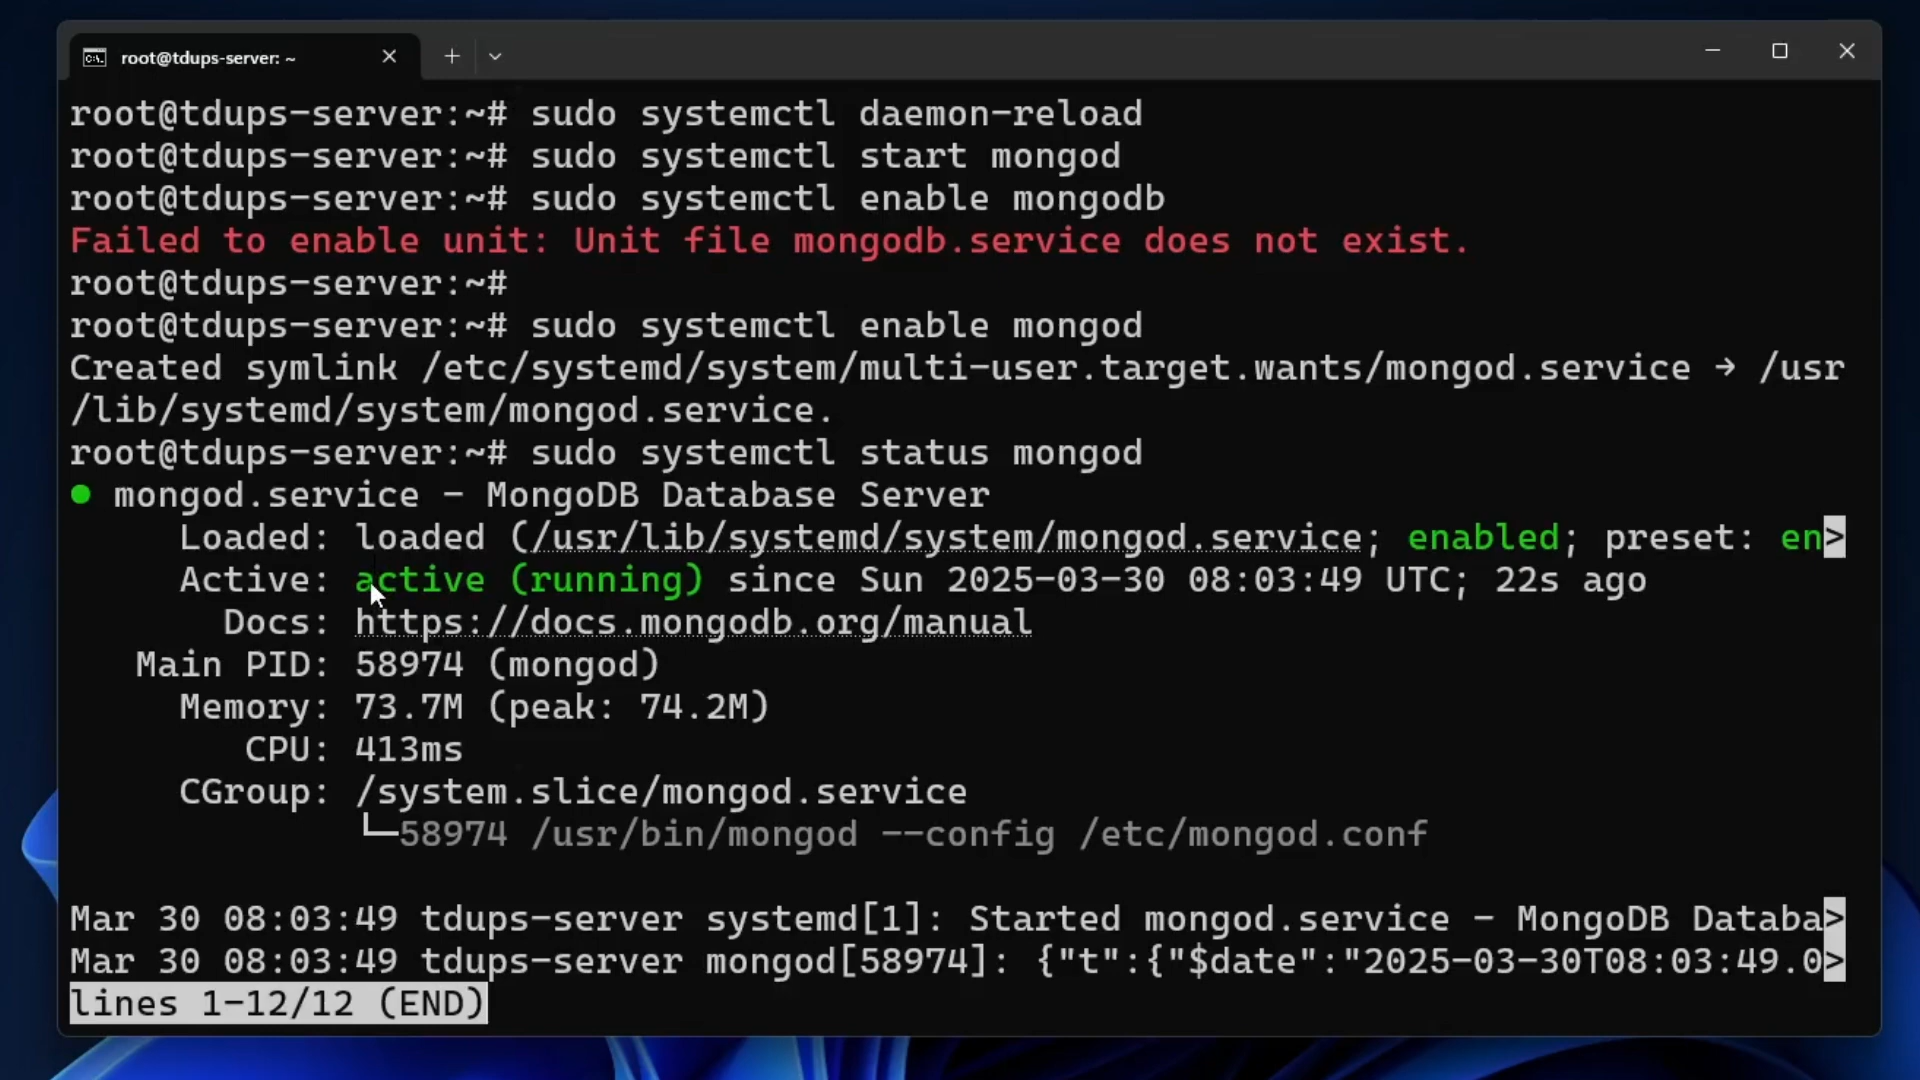 root@tdups-server: ~
root@tdups-server:~# sudo systemctl daemon-reload
root@tdups-server:~# sudo systemctl start mongod
root@tdups-server:~# sudo systemctl enable mongodb
Failed to enable unit: Unit file mongodb.service does not exist.
root@tdups-server:~#
root@tdups-server:~# sudo systemctl enable mongod
Created symlink /etc/systemd/system/multi-user.target.wants/mongod.service → /usr
/lib/systemd/system/mongod.service.
root@tdups-server:~# sudo systemctl status mongod
● mongod.service - MongoDB Database Server
Loaded: loaded (/usr/lib/systemd/system/mongod.service; enabled; preset: en>
Active: active (running) since Sun 2025-03-30 08:03:49 UTC; 22s ago
Docs: https://docs.mongodb.org/manual
Main PID: 58974 (mongod)
Memory: 73.7M (peak: 74.2M)
CPU: 413ms
CGroup: /system.slice/mongod.service
└─58974 /usr/bin/mongod --config /etc/mongod.conf
Mar 30 08:03:49 tdups-server systemd[1]: Started mongod.service - MongoDB Databa>
Mar 30 08:03:49 tdups-server mongod[58974]: {"t":{"$date":"2025-03-30T08:03:49.0>
lines 1-12/12 (END)